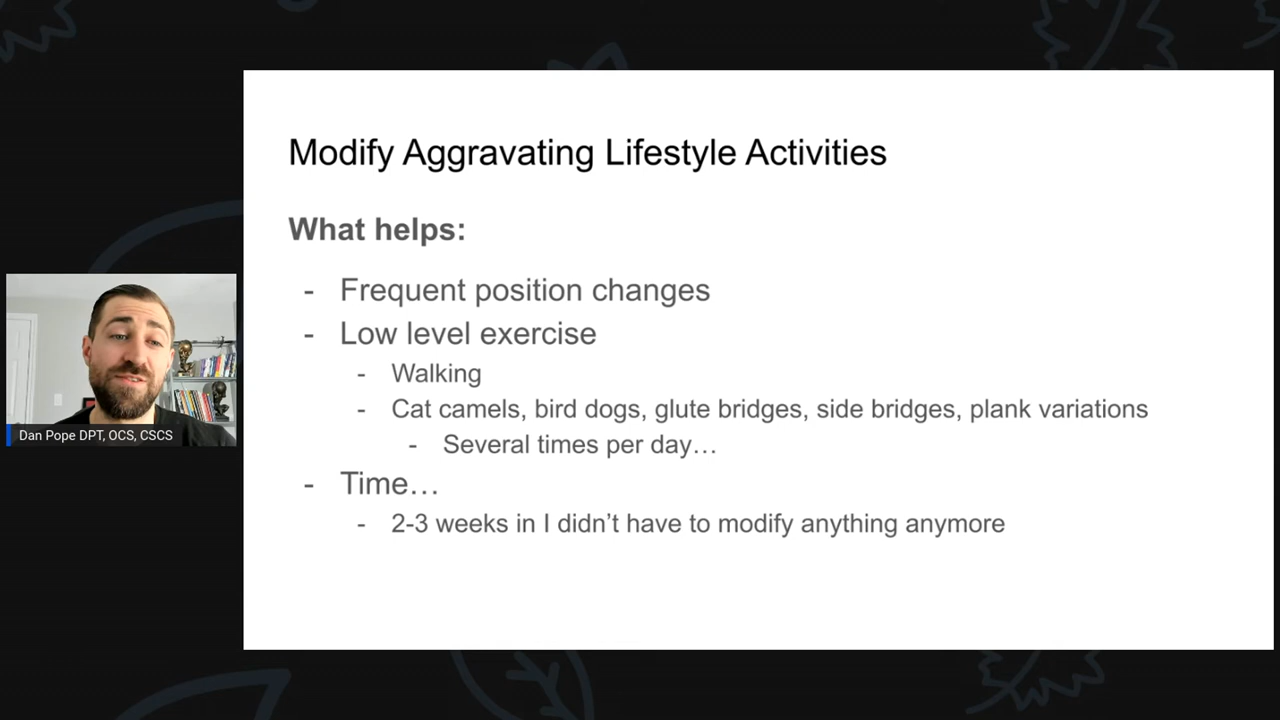 Modify Aggravating Lifestyle Activities
What helps:
- Frequent position changes
- Low level exercise
- Walking
- Cat camels, bird dogs, glute bridges, side bridges, plank variations
- Several times per day…
- Time…
- 2-3 weeks in I didn’t have to modify anything anymore
Dan Pope DPT, OCS, CSCS